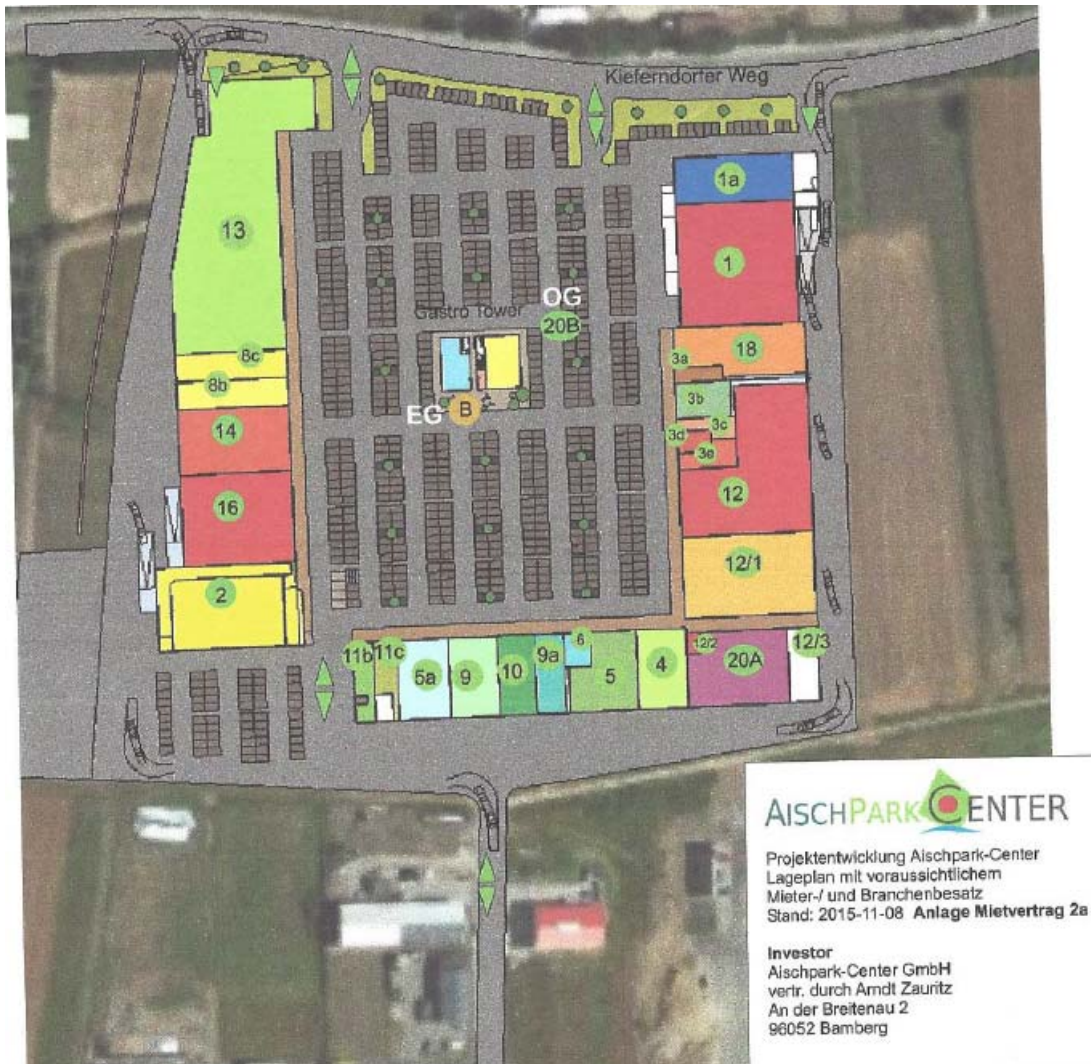 Kieferndorfer Weg
1a
13
1
OG
Gastro Tower
20B
18
8c
3a
8b
3b
EG
B
3c
14
3d
3e
16
12
12/1
2
11b
11c
5a
9
10
9a
6
5
4
12/2
20A
12/3
AISCHPARK CENTER
Projektentwicklung Aischpark-Center
Lageplan mit voraussichtlichem
Mieter-/ und Branchenbesatz
Stand: 2015-11-08 Anlage Mietvertrag 2a
Investor
Aischpark-Center GmbH
vertr. durch Arndt Zauritz
An der Breitenau 2
96052 Bamberg